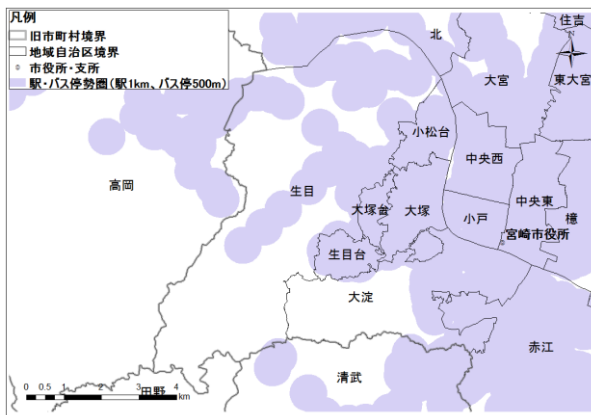 凡例
旧市町村境界
地域自治区境界
市役所・支所
駅・バス停勢圏(駅1km、バス停500m)
住吉
北
大宮
東大宮
小松台
中央西
高岡
生目
大塚台
大塚
小戸
中央東
檍
宮崎市役所
生目台
大淀
赤江
清武
田野
0 0.5 1 2 3 4
km